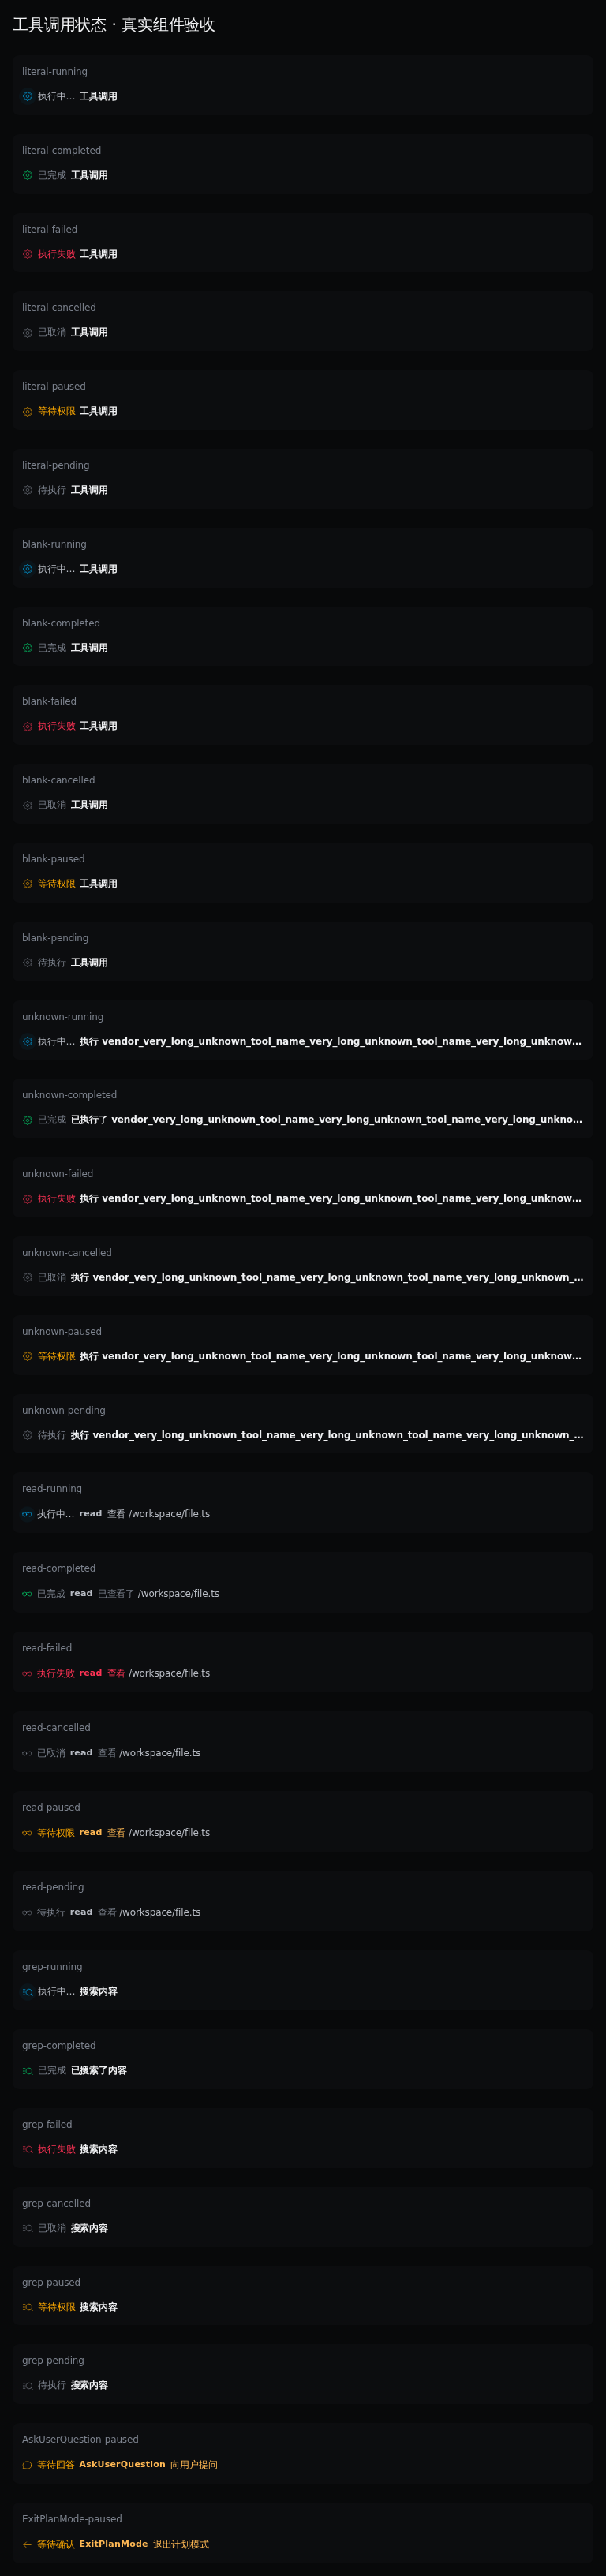 工具调用状态 · 真实组件验收
literal-running
执行中... 工具调用
literal-completed
已完成 工具调用
literal-failed
执行失败 工具调用
literal-cancelled
已取消 工具调用
literal-paused
等待权限 工具调用
literal-pending
待执行 工具调用
blank-running
执行中... 工具调用
blank-completed
已完成 工具调用
blank-failed
执行失败 工具调用
blank-cancelled
已取消 工具调用
blank-paused
等待权限 工具调用
blank-pending
待执行 工具调用
unknown-running
执行中... 执行 vendor_very_long_unknown_tool_name_very_long_unknown_tool_name_very_long_unknow...
unknown-completed
已完成 已执行了 vendor_very_long_unknown_tool_name_very_long_unknown_tool_name_very_long_unkno...
unknown-failed
执行失败 执行 vendor_very_long_unknown_tool_name_very_long_unknown_tool_name_very_long_unknow...
unknown-cancelled
已取消 执行 vendor_very_long_unknown_tool_name_very_long_unknown_tool_name_very_long_unknown_...
unknown-paused
等待权限 执行 vendor_very_long_unknown_tool_name_very_long_unknown_tool_name_very_long_unknow...
unknown-pending
待执行 执行 vendor_very_long_unknown_tool_name_very_long_unknown_tool_name_very_long_unknown_...
read-running
执行中... read 查看 /workspace/file.ts
read-completed
已完成 read 已查看了 /workspace/file.ts
read-failed
执行失败 read 查看 /workspace/file.ts
read-cancelled
已取消 read 查看 /workspace/file.ts
read-paused
等待权限 read 查看 /workspace/file.ts
read-pending
待执行 read 查看 /workspace/file.ts
grep-running
执行中... 搜索内容
grep-completed
已完成 已搜索了内容
grep-failed
执行失败 搜索内容
grep-cancelled
已取消 搜索内容
grep-paused
等待权限 搜索内容
grep-pending
待执行 搜索内容
AskUserQuestion-paused
等待回答 AskUserQuestion 向用户提问
ExitPlanMode-paused
等待确认 ExitPlanMode 退出计划模式